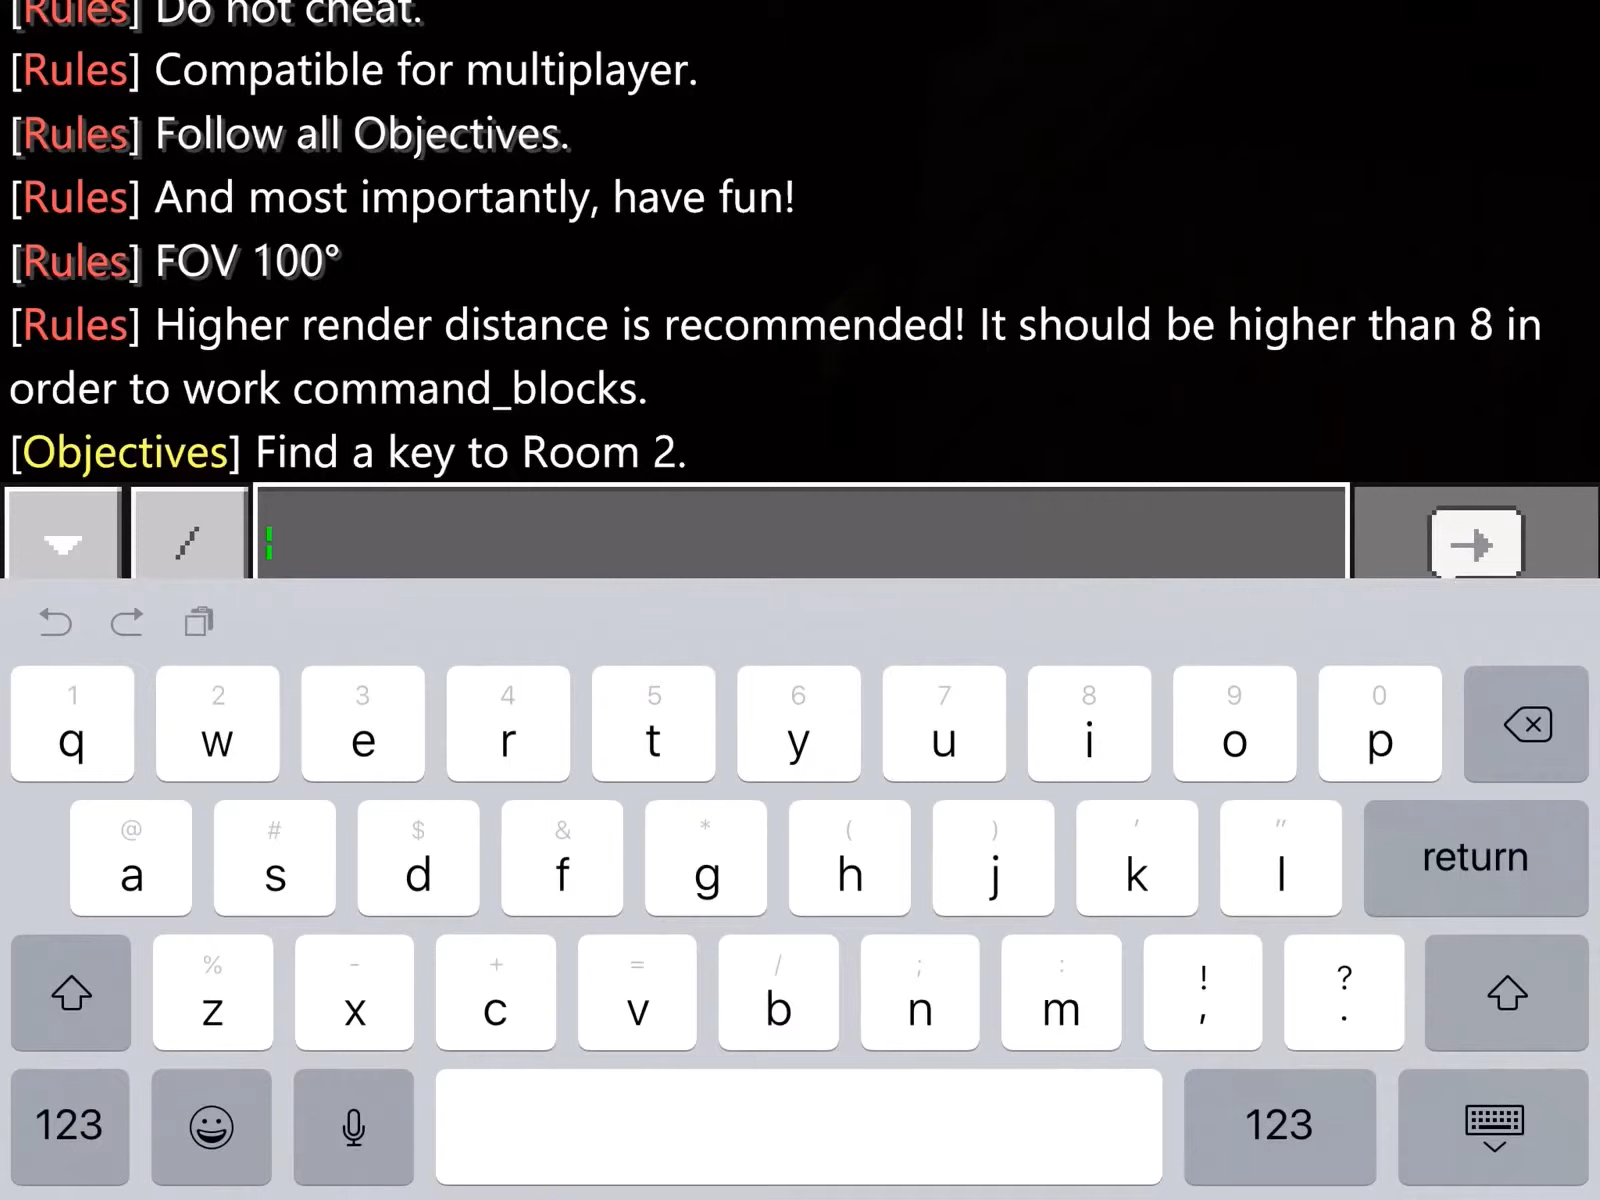 [Rules] Do not cheat.
[Rules] Compatible for multiplayer.
[Rules] Follow all Objectives.
[Rules] And most importantly, have fun!
[Rules] FOV 100°
[Rules] Higher render distance is recommended! It should be higher than 8 in
order to work command_blocks.
[Objectives] Find a key to Room 2.
/
1 2 3 4 5 6 7 8 9 0
q w e r t y u i o p
@ # $ & * ( ) ' "
a s d f g h j k l return
% - + = / ; : ! ?
z x c v b n m , .
123 123